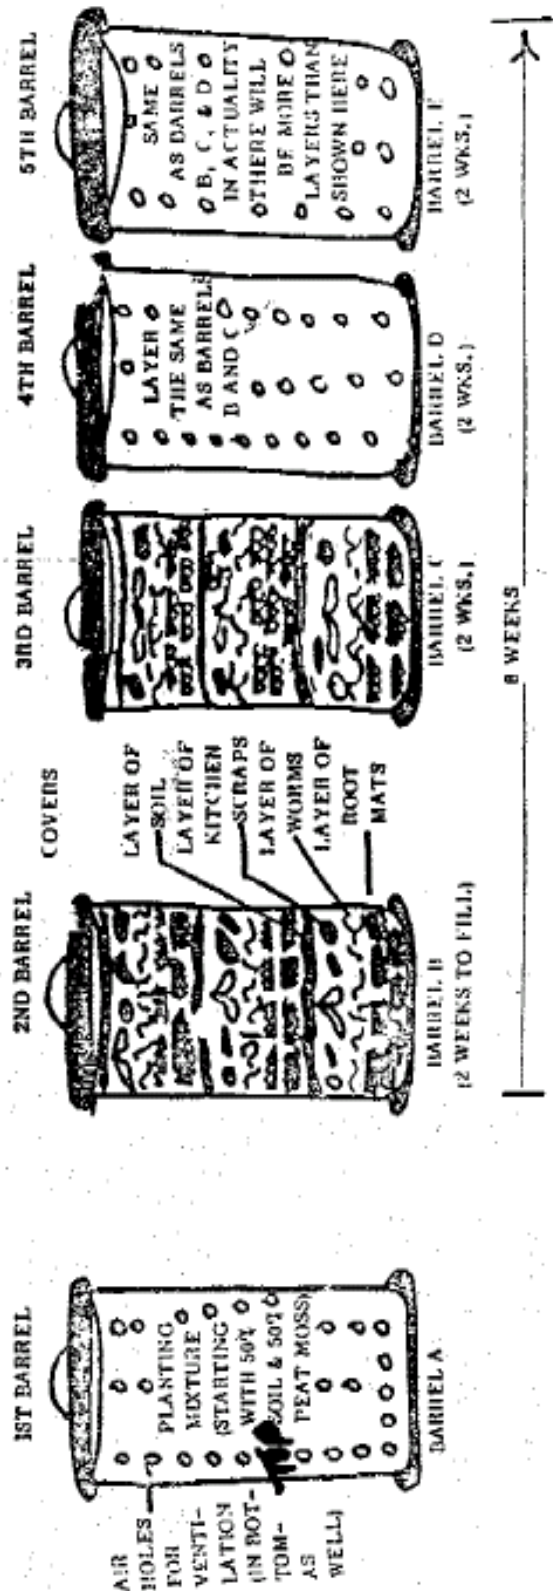 1ST BARREL
2ND BARREL
3RD BARREL
4TH BARREL
5TH BARREL
COVERS
AIR
HOLES
FOR
VENTI-
LATION
(IN BOT-
TOM-
AS
WELL)
PLANTING
MIXTURE
(STARTING
WITH 50%
SOIL & 50%
PEAT MOSS)
BARREL A
LAYER OF
SOIL
LAYER OF
KITCHEN
SCRAPS
LAYER OF
WORMS
LAYER OF
ROOT
MATS
BARREL B
(2 WEEKS TO FILL)
BARREL C
(2 WKS.)
LAYER
THE SAME
AS BARRELS
B AND C
BARREL D
(2 WKS.)
SAME
AS BARRELS
B, C, & D
IN ACTUALITY
THERE WILL
BE MORE
LAYERS THAN
SHOWN HERE
BARREL E
(2 WKS.)
8 WEEKS